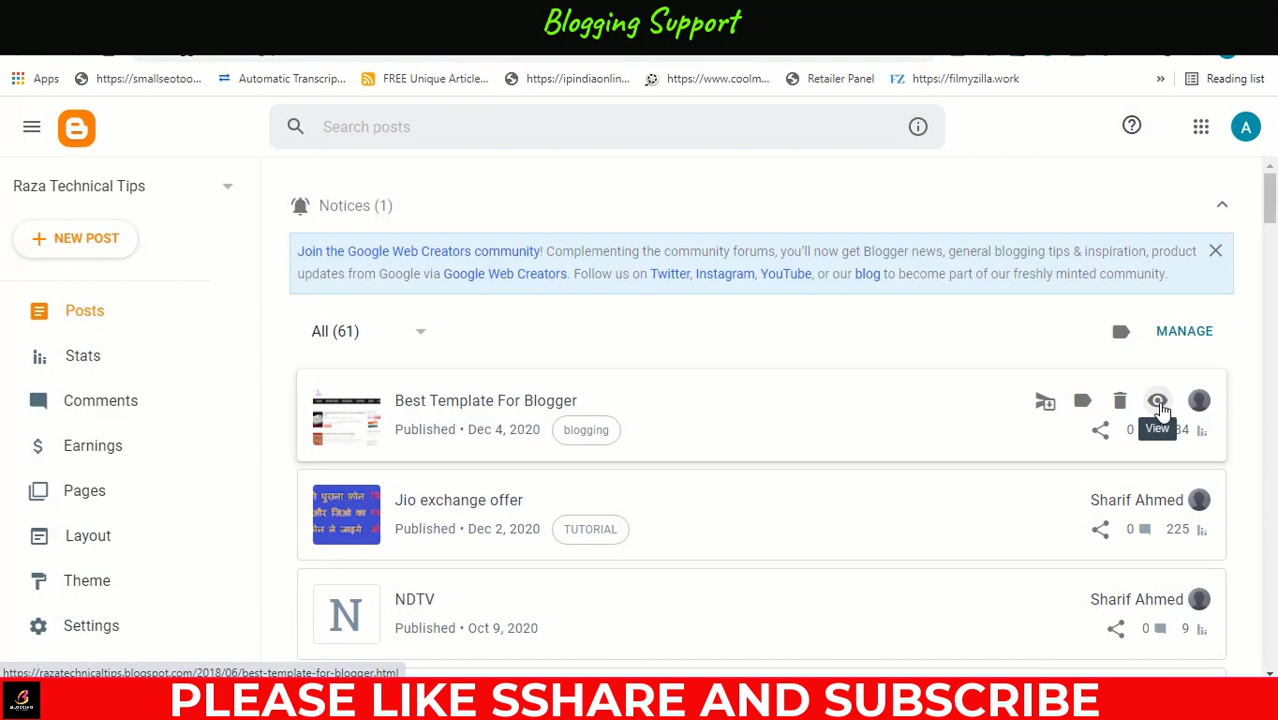 Blogging Support
Apps https://smallseotoo... Automatic Transcrip... FREE Unique Article... https://ipindiaonlin... https://www.coolm... Retailer Panel FZ https://filmyzilla.work » Reading list
Search posts
A
Raza Technical Tips
NEW POST
Posts
Stats
Comments
Earnings
Pages
Layout
Theme
Settings
Notices (1)
Join the Google Web Creators community! Complementing the community forums, you'll now get Blogger news, general blogging tips & inspiration, product
updates from Google via Google Web Creators. Follow us on Twitter, Instagram, YouTube, or our blog to become part of our freshly minted community.
All (61) MANAGE
Best Template For Blogger
Published • Dec 4, 2020 blogging 0 34
View
Jio exchange offer Sharif Ahmed
Published • Dec 2, 2020 TUTORIAL 0 225
N
NDTV Sharif Ahmed
Published • Oct 9, 2020 0 9
https://razatechnicaltips.blogspot.com/2018/06/best-template-for-blogger.html
PLEASE LIKE SSHARE AND SUBSCRIBE